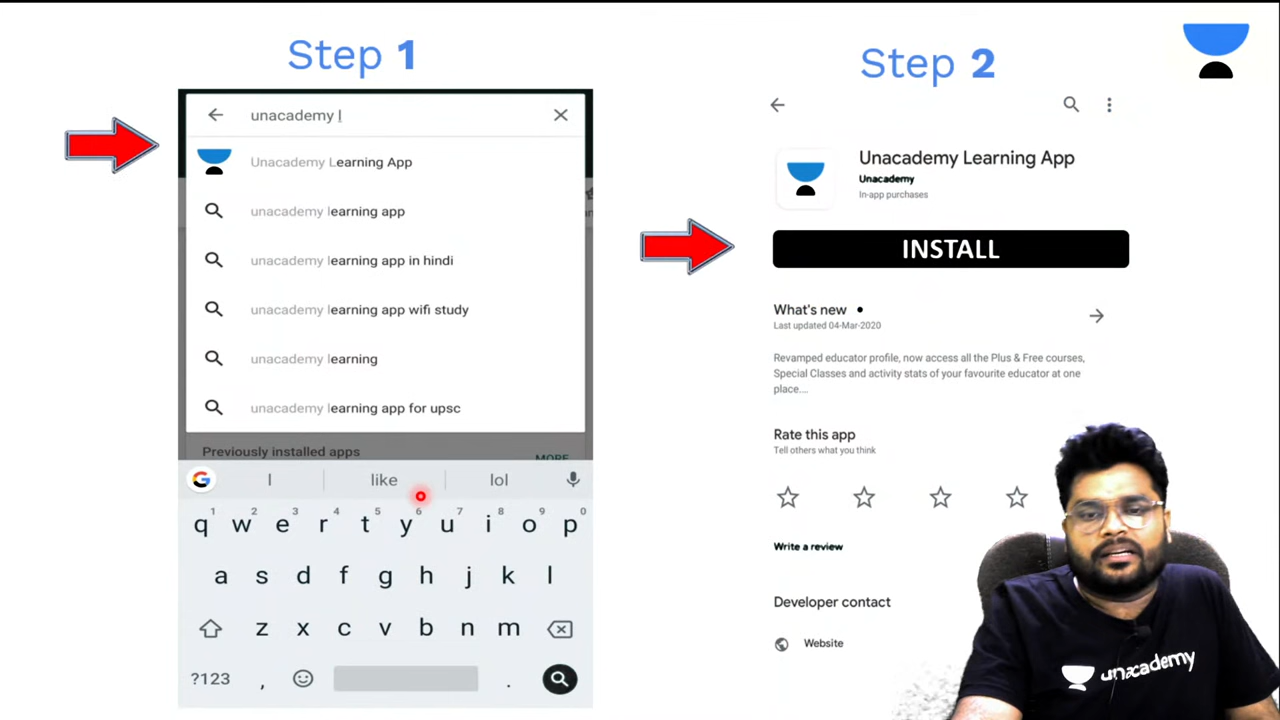 Step 1
unacademy l
Unacademy Learning App
unacademy learning app
unacademy learning app in hindi
unacademy learning app wifi study
unacademy learning
unacademy learning app for upsc
Previously installed apps
MORE
G
l
like
lol
1 2 3 4 5 6 7 8 9 0
q w e r t y u i o p
a s d f g h j k l
z x c v b n m
?123 , .
Step 2
Unacademy Learning App
Unacademy
In-app purchases
INSTALL
What's new •
Last updated 04-Mar-2020
Revamped educator profile, now access all the Plus & Free courses,
Special Classes and activity stats of your favourite educator at one
place....
Rate this app
Tell others what you think
Write a review
Developer contact
Website
unacademy